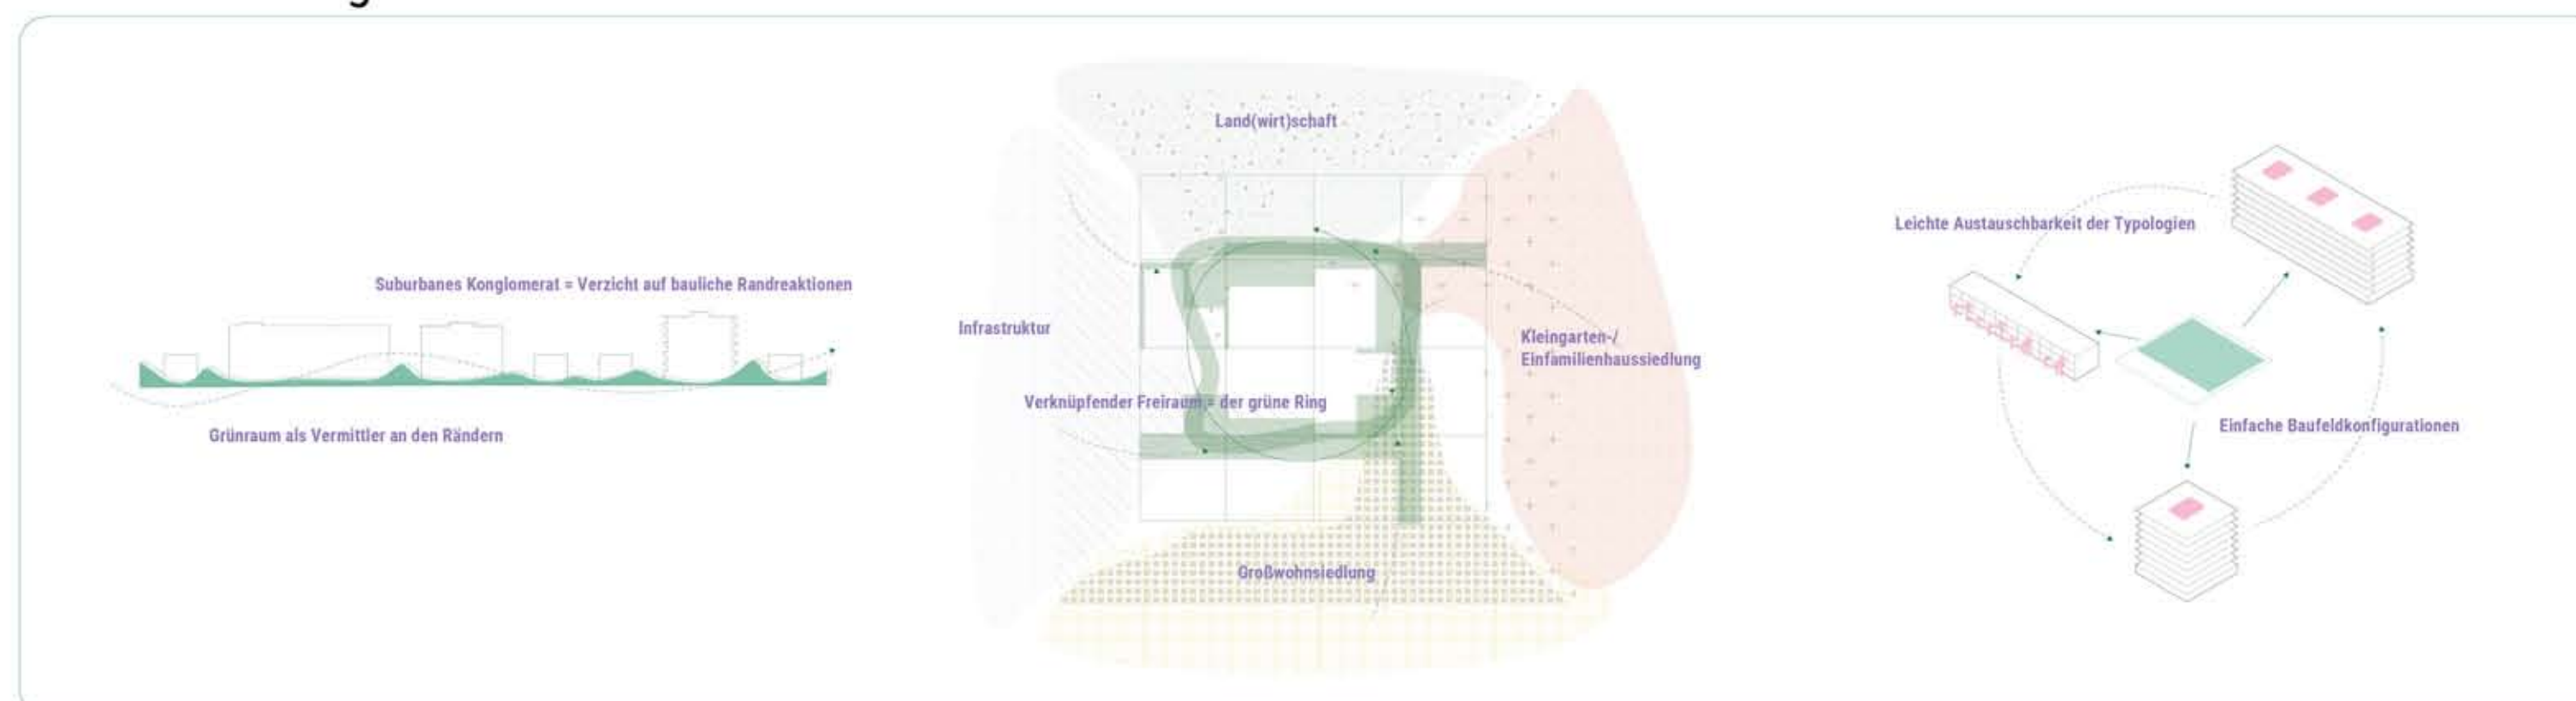 Suburbanes Konglomerat = Verzicht auf bauliche Randreaktionen
Grünraum als Vermittler an den Rändern
Land(wirt)schaft
Infrastruktur
Kleingarten-/
Einfamilienhaussiedlung
Verknüpfender Freiraum = der grüne Ring
Großwohnsiedlung
Leichte Austauschbarkeit der Typologien
Einfache Baufeldkonfigurationen